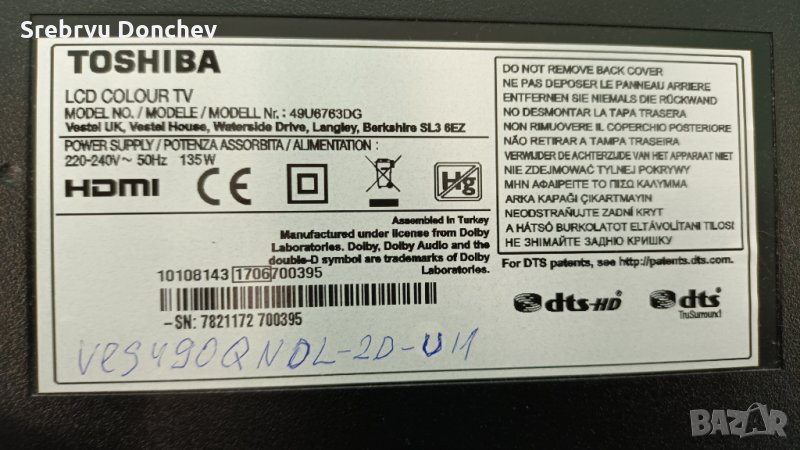 Srebryu Donchev
TOSHIBA
LCD COLOUR TV
MODEL NO. / MODELE / MODELL Nr. : 49U6763DG
Vestel UK, Vestel House, Waterside Drive, Langley, Berkshire SL3 6EZ
POWER SUPPLY / POTENZA ASSORBITA / ALIMENTATION :
220-240V~ 50Hz 135W
HDMI CE Hg
Assembled in Turkey
Manufactured under license from Dolby
Laboratories. Dolby, Dolby Audio and the
double-D symbol are trademarks of Dolby
Laboratories.
10108143 1706 700395
-SN: 7821172 700395
DO NOT REMOVE BACK COVER
NE PAS DEPOSER LE PANNEAU ARRIERE
ENTFERNEN SIE NIEMALS DIE RÜCKWAND
NO DESMONTAR LA TAPA TRASERA
NON RIMUOVERE IL COPERCHIO POSTERIORE
NÃO RETIRAR A TAMPA TRASEIRA
VERWIJDER DE ACHTERZIJDE VAN HET APPARAAT NIET
NIE ZDEJMOWAĆ TYLNEJ POKRYWY
ΜΗΝ ΑΦΑΙΡΕΙΤΕ ΤΟ ΠΙΣΩ ΚΑΛΥΜΜΑ
ARKA KAPAĞI ÇIKARTMAYIN
NEODSTRAŇUJTE ZADNÍ KRYT
A HÁTSÓ BURKOLATOT ELTÁVOLÍTANI TILOS!
НЕ ЗНИМАЙТЕ ЗАДНЮ КРИШКУ
For DTS patents, see http://patents.dts.com.
dts-HD dts
TruSurround
ves490QNDL-2D-U11
BAZAR